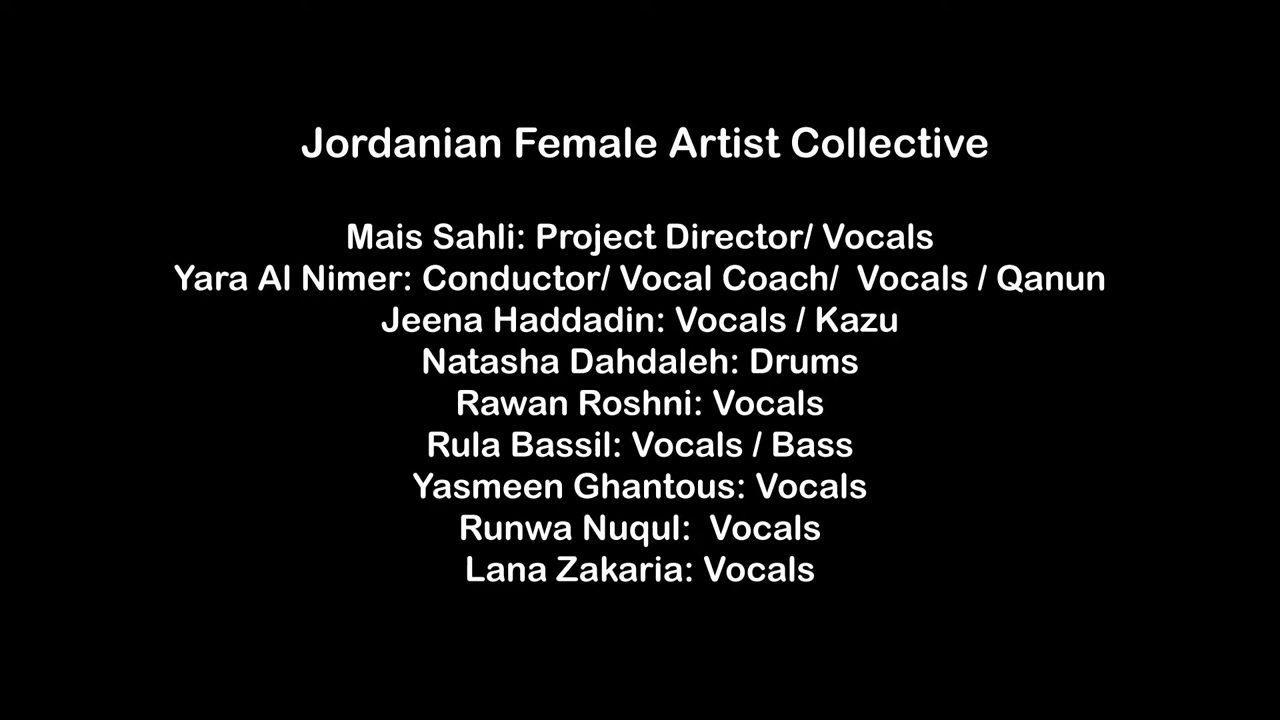 Jordanian Female Artist Collective
Mais Sahli: Project Director/ Vocals
Yara Al Nimer: Conductor/ Vocal Coach/  Vocals / Qanun
Jeena Haddadin: Vocals / Kazu
Natasha Dahdaleh: Drums
Rawan Roshni: Vocals
Rula Bassil: Vocals / Bass
Yasmeen Ghantous: Vocals
Runwa Nuqul:  Vocals
Lana Zakaria: Vocals